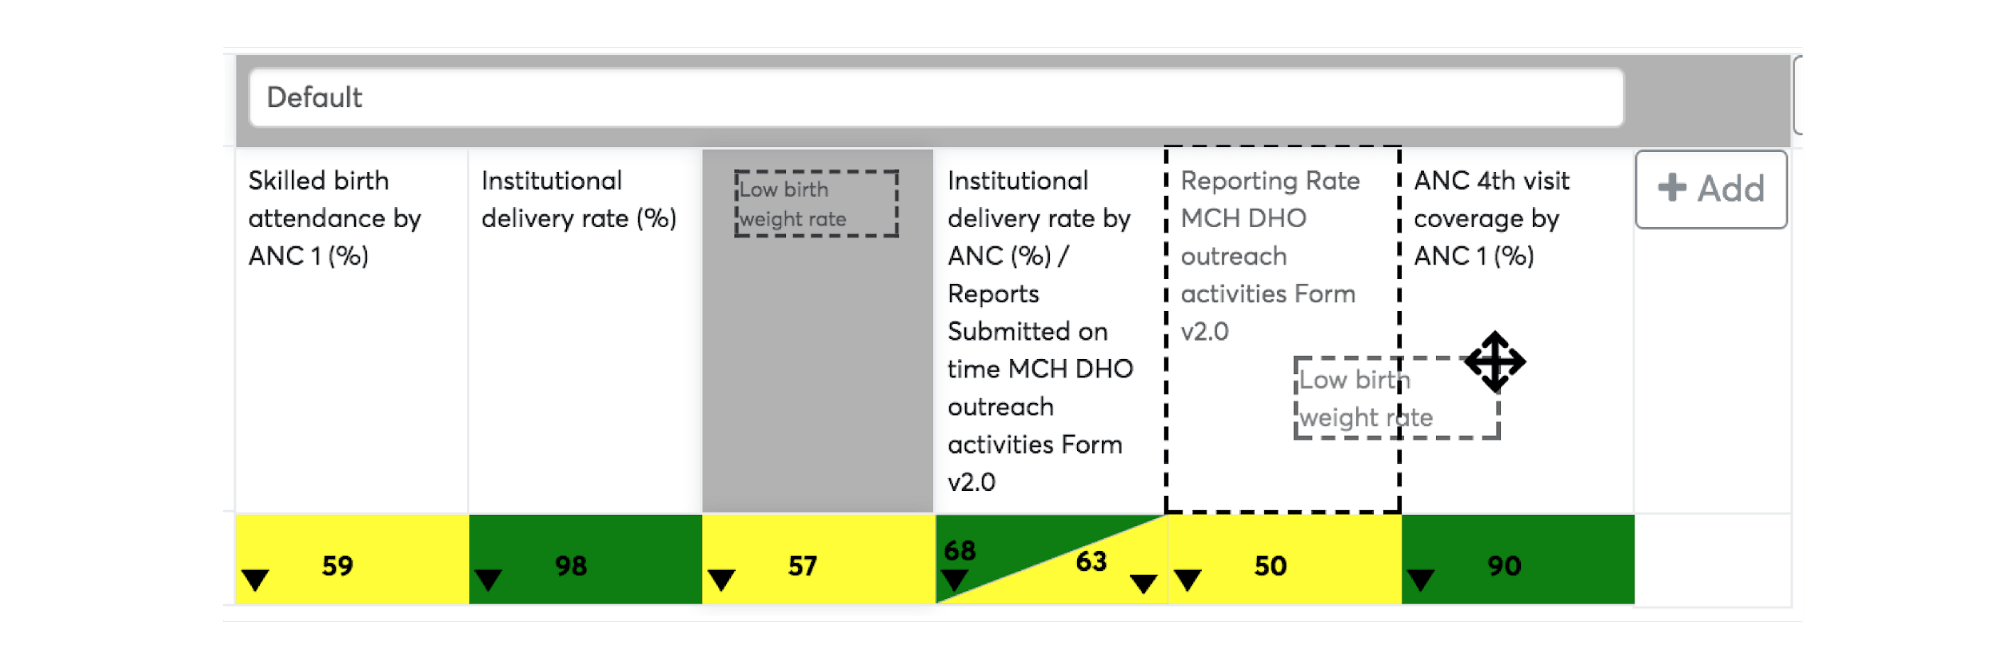 Default
Skilled birth
attendance by
ANC 1 (%)
Institutional
delivery rate (%)
Low birth
weight rate
Institutional
delivery rate by
ANC (%) /
Reports
Submitted on
time MCH DHO
outreach
activities Form
v2.0
Reporting Rate
MCH DHO
outreach
activities Form
v2.0
Low birth
weight rate
ANC 4th visit
coverage by
ANC 1 (%)
+ Add
59
98
57
68
63
50
90